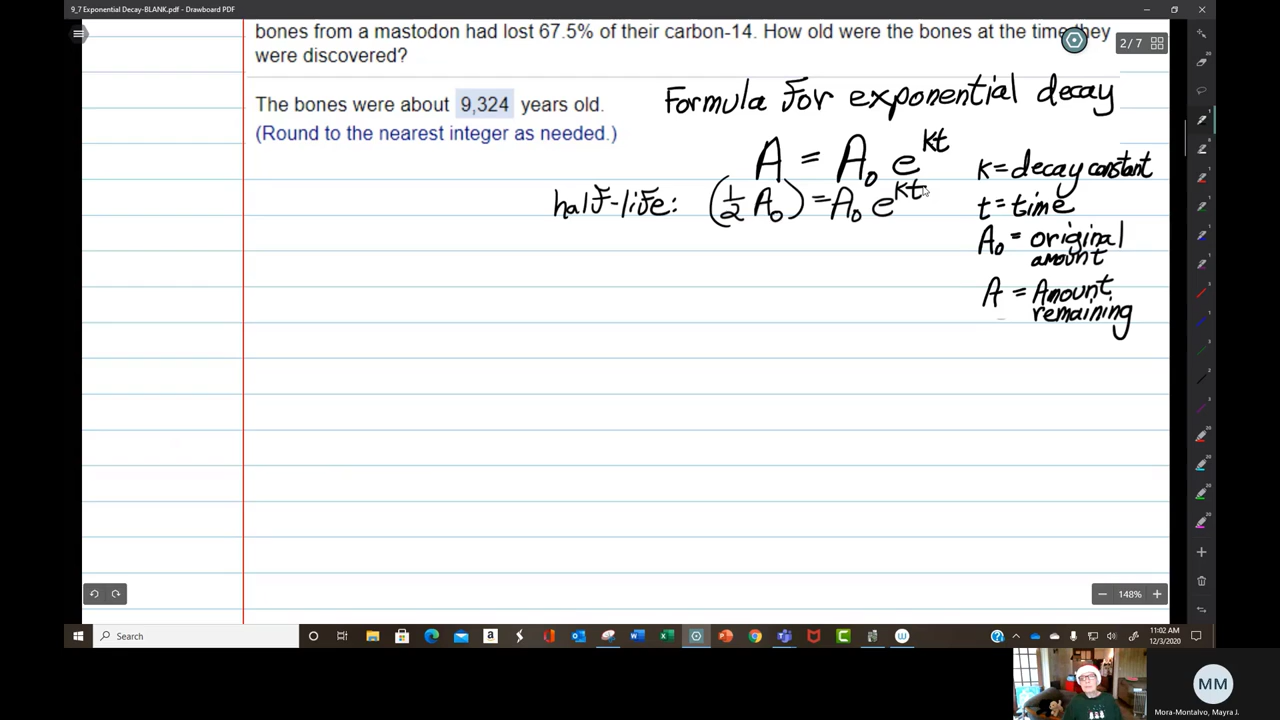 9_7 Exponential Decay-BLANK.pdf - Drawboard PDF
bones from a mastodon had lost 67.5% of their carbon-14. How old were the bones at the time they
were discovered?
2/7
The bones were about 9,324 years old.
(Round to the nearest integer as needed.)
Formula for exponential decay
A = A₀ e^kt
half-life: (½ A₀) = A₀ e^kt
k = decay constant
t = time
A₀ = original
amount
A = Amount
remaining
148%
Search
11:02 AM
12/3/2020
MM
Mora-Montalvo, Mayra J.